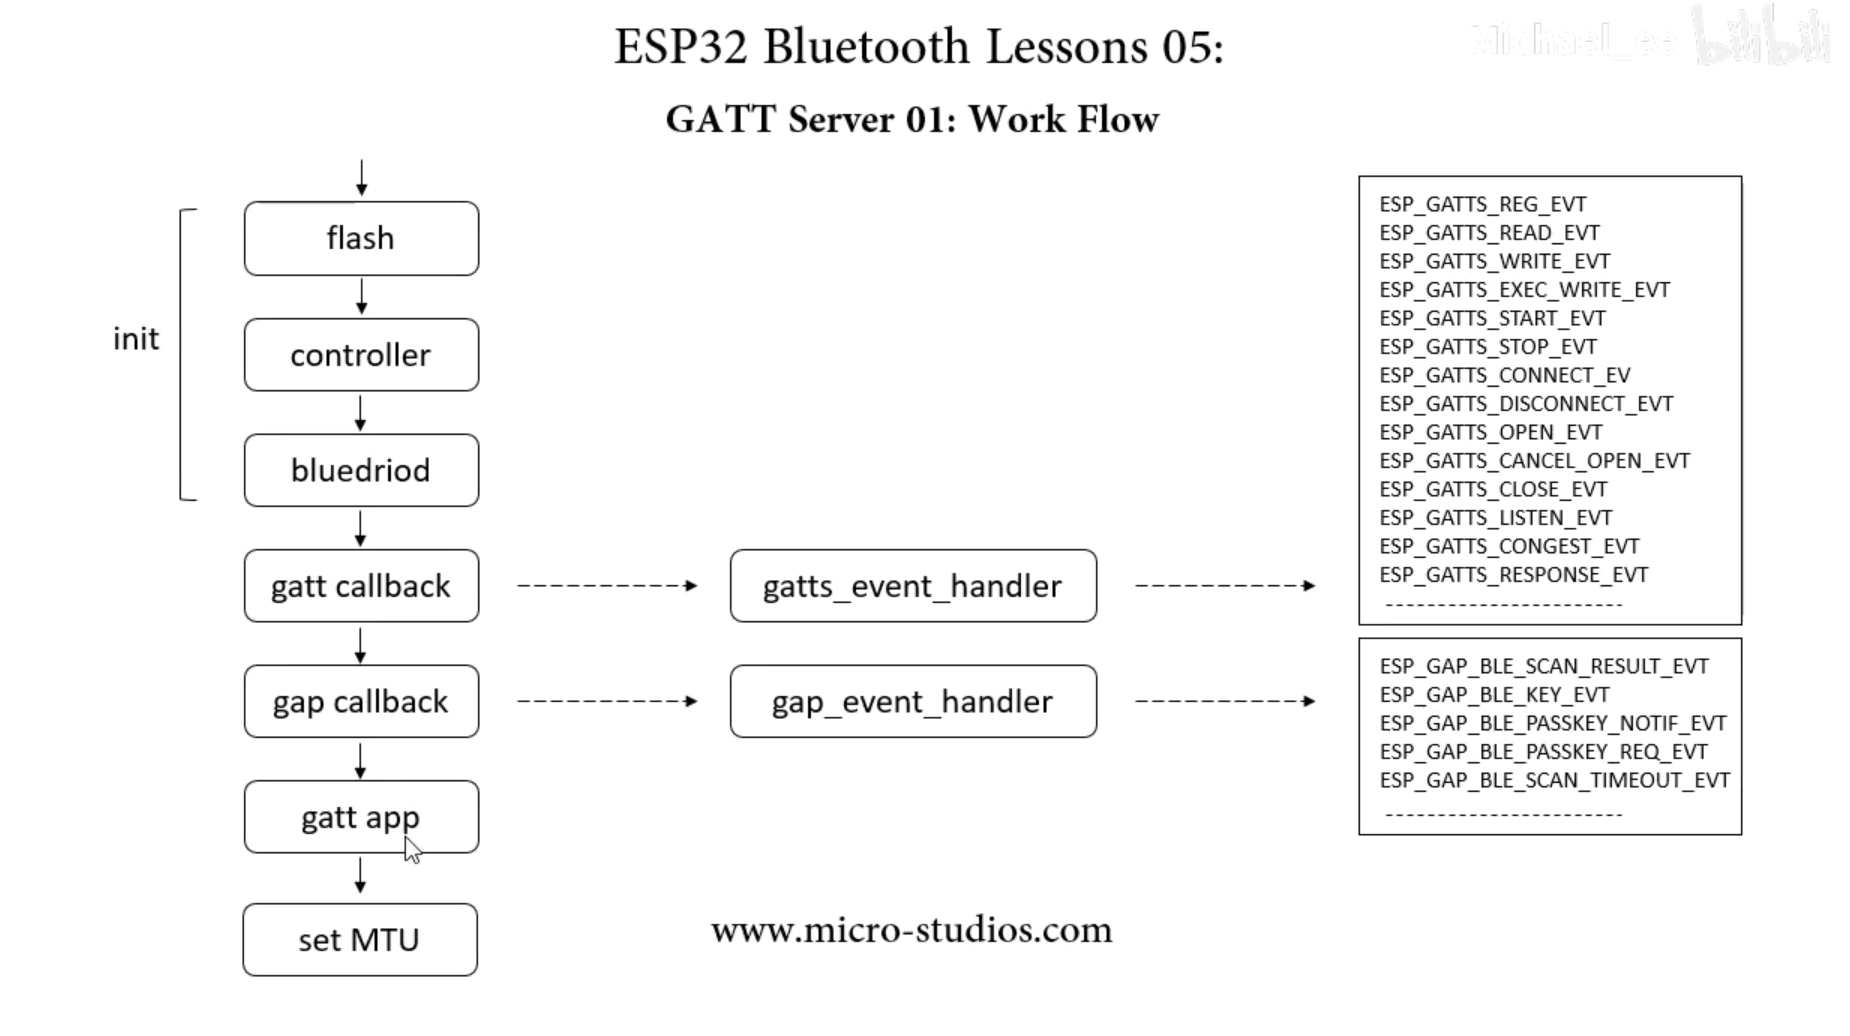 Michael_ee bilibili
ESP32 Bluetooth Lessons 05:
GATT Server 01: Work Flow
init
flash
controller
bluedriod
gatt callback
gap callback
gatt app
set MTU
gatts_event_handler
gap_event_handler
ESP_GATTS_REG_EVT
ESP_GATTS_READ_EVT
ESP_GATTS_WRITE_EVT
ESP_GATTS_EXEC_WRITE_EVT
ESP_GATTS_START_EVT
ESP_GATTS_STOP_EVT
ESP_GATTS_CONNECT_EV
ESP_GATTS_DISCONNECT_EVT
ESP_GATTS_OPEN_EVT
ESP_GATTS_CANCEL_OPEN_EVT
ESP_GATTS_CLOSE_EVT
ESP_GATTS_LISTEN_EVT
ESP_GATTS_CONGEST_EVT
ESP_GATTS_RESPONSE_EVT
-----------------------
ESP_GAP_BLE_SCAN_RESULT_EVT
ESP_GAP_BLE_KEY_EVT
ESP_GAP_BLE_PASSKEY_NOTIF_EVT
ESP_GAP_BLE_PASSKEY_REQ_EVT
ESP_GAP_BLE_SCAN_TIMEOUT_EVT
-----------------------
www.micro-studios.com